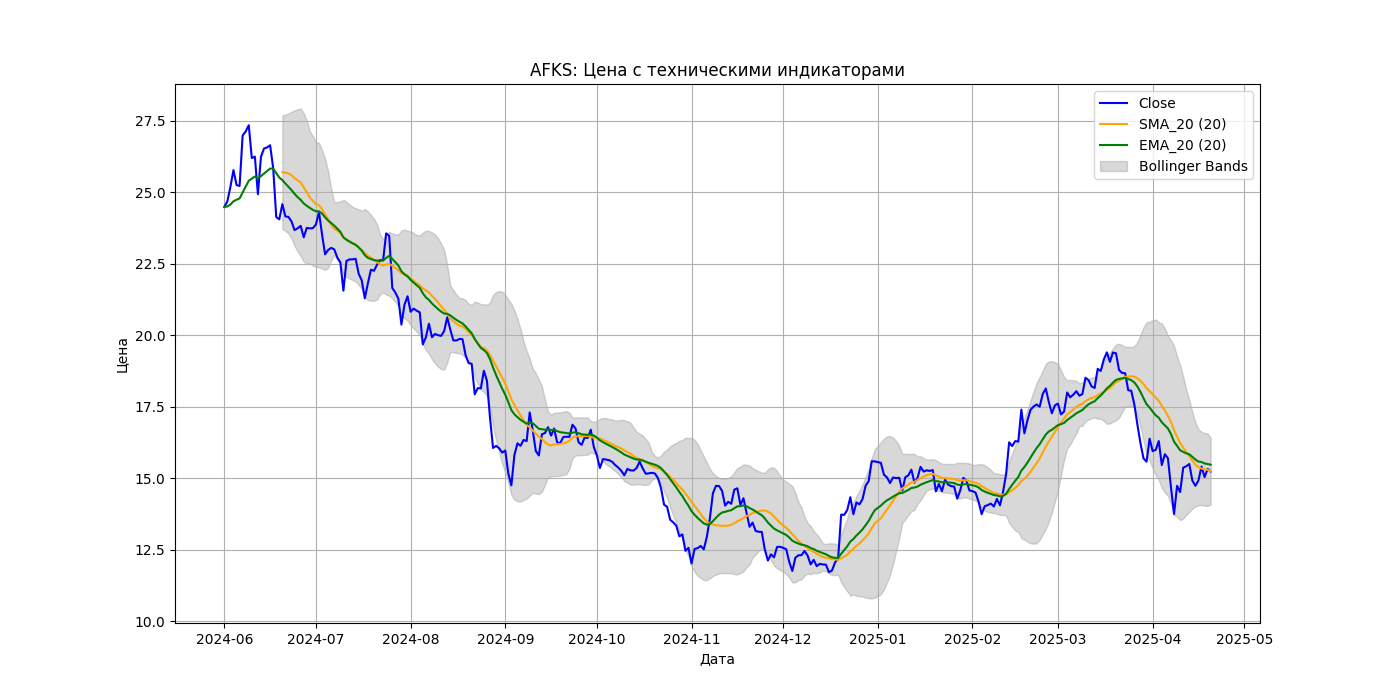 AFKS: Цена с техническими индикаторами
Close
SMA_20 (20)
EMA_20 (20)
Bollinger Bands
Цена
27.5
25.0
22.5
20.0
17.5
15.0
12.5
10.0
2024-06 2024-07 2024-08 2024-09 2024-10 2024-11 2024-12 2025-01 2025-02 2025-03 2025-04 2025-05
Дата